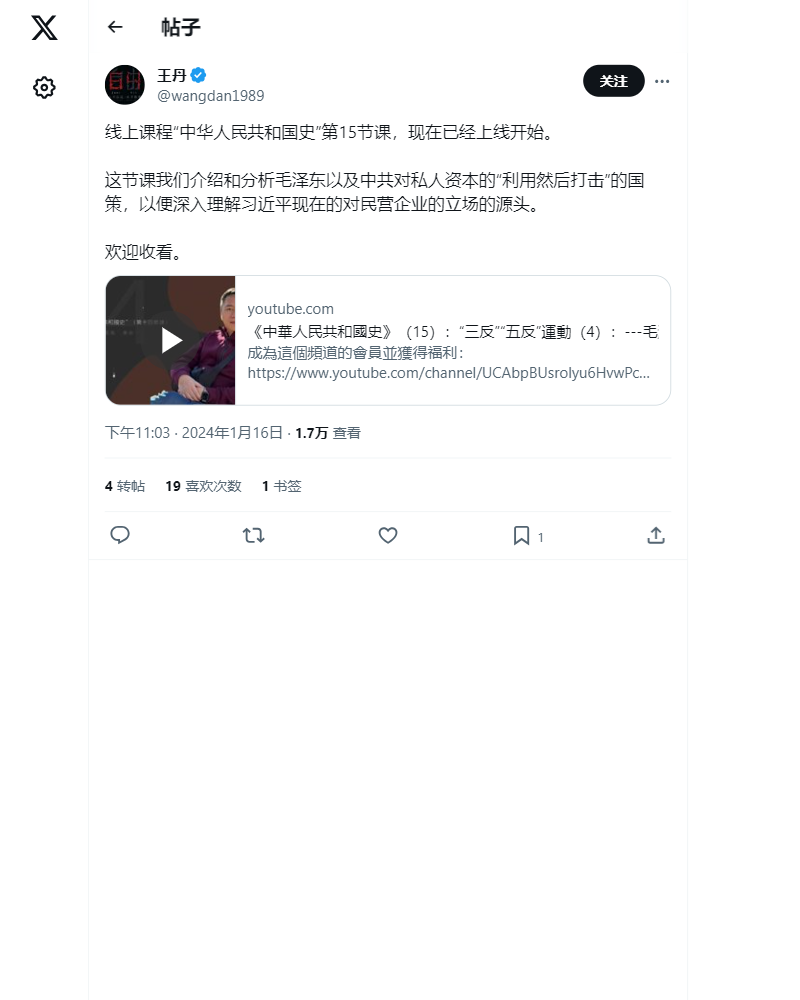 帖子
王丹
@wangdan1989
关注
线上课程“中华人民共和国史”第15节课，现在已经上线开始。
这节课我们介绍和分析毛泽东以及中共对私人资本的“利用然后打击”的国
策，以便深入理解习近平现在的对民营企业的立场的源头。
欢迎收看。
youtube.com
《中華人民共和國史》（15）：“三反”“五反”運動（4）：---毛
成為這個頻道的會員並獲得福利：
https://www.youtube.com/channel/UCAbpBUsrolyu6HvwPc...
下午11:03 · 2024年1月16日 · 1.7万 查看
4 转帖 19 喜欢次数 1 书签
1